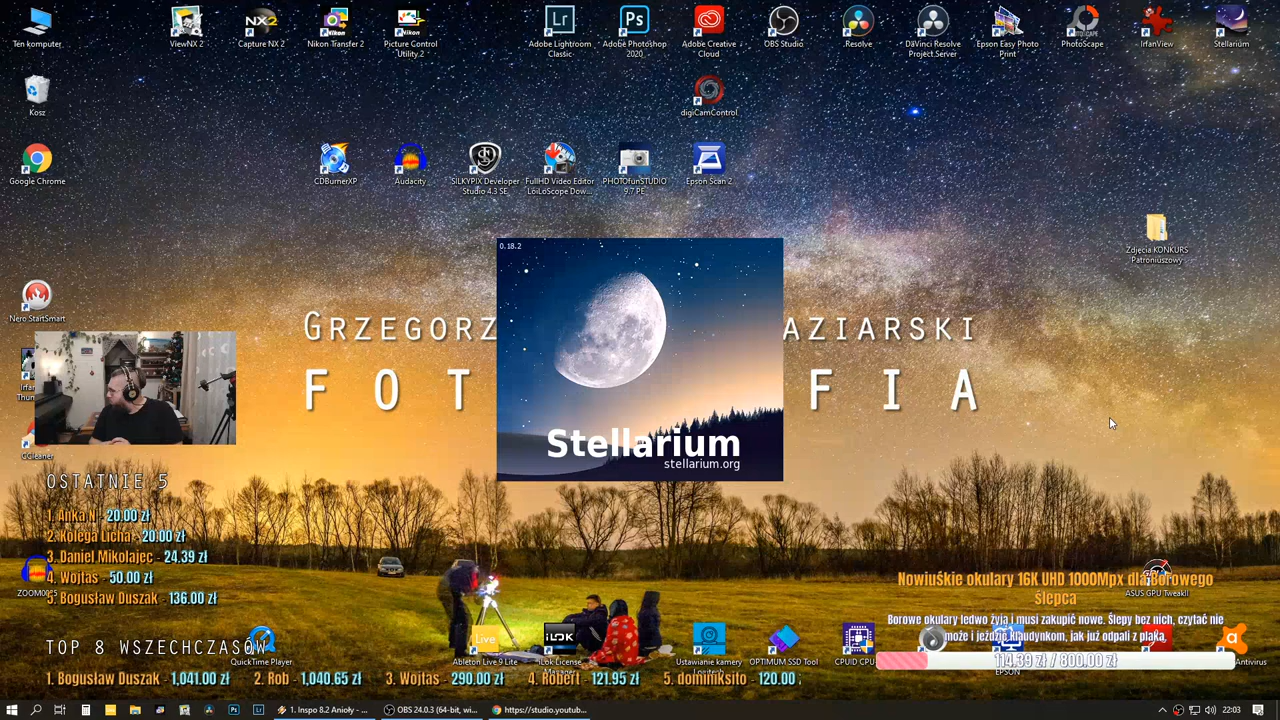 Ten komputer
ViewNX 2
Capture NX 2
Nikon Transfer 2
Picture Control Utility 2
Adobe Lightroom Classic
Adobe Photoshop 2020
Adobe Creative Cloud
OBS Studio
Resolve
DaVinci Resolve Project Server
Epson Easy Photo Print
PhotoScape
IrfanView
Stellarium
Kosz
digiCamControl
Google Chrome
CDBurnerXP
Audacity
SILKYPIX Developer Studio 4.3 SE
FullHD Video Editor LoiLoScope Dow...
PHOTOfunSTUDIO 9.7 PE
Epson Scan 2
Zdjęcia KONKURS Patroniuszowy
0.18.2
Nero StartSmart
GRZEGORZ
AZIARSKI
FOT
FIA
Stellarium
stellarium.org
CCleaner
OSTATNIE 5
1. Anka N - 20.00 zł
2. Kolega Licha - 20.00 zł
3. Daniel Mikolajec - 24.39 zł
4. Wojtas - 50.00 zł
5. Bogusław Duszak - 136.00 zł
Nowiuśkie okulary 16K UHD 1000Mpx dla Borowego
ślepca
ASUS GPU TweakII
Borowe okulary ledwo żyją i musi zakupić nowe. Ślepy bez nich, czytać nie
może i jeździć klaudynkom, jak już odpali z płaka.
114.39 zł / 800.00 zł
TOP 8 WSZECHCZASÓW
QuickTime Player
Live
Ableton Live 9 Lite
iLOK
iLok License
Ustawianie kamery
OPTIMUM SSD Tool
CPUID CPU
EPSON
Antivirus
1. Bogusław Duszak - 1,041.00 zł
2. Rob - 1,040.65 zł
3. Wojtas - 290.00 zł
4. Robert - 121.95 zł
5. dominiksito - 120.00
1. Inspo 8.2 Anioły - ...
OBS 24.0.3 (64-bit, wi...
https://studio.youtub...
22:03